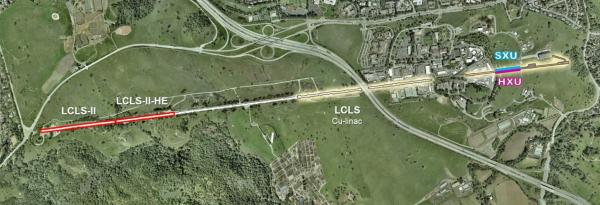 SXU
HXU
LCLS-II
LCLS-II-HE
LCLS
Cu-linac